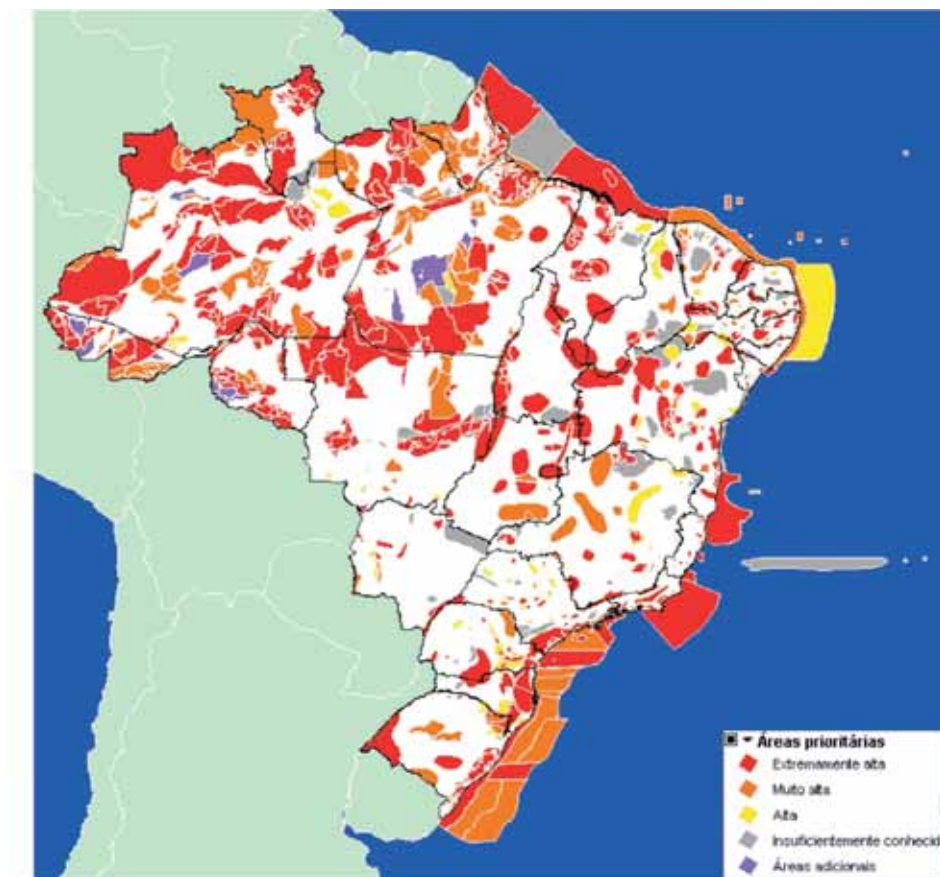 Áreas prioritárias
Extremamente alta
Muito alta
Alta
Insuficientemente conhecid
Áreas adicionais